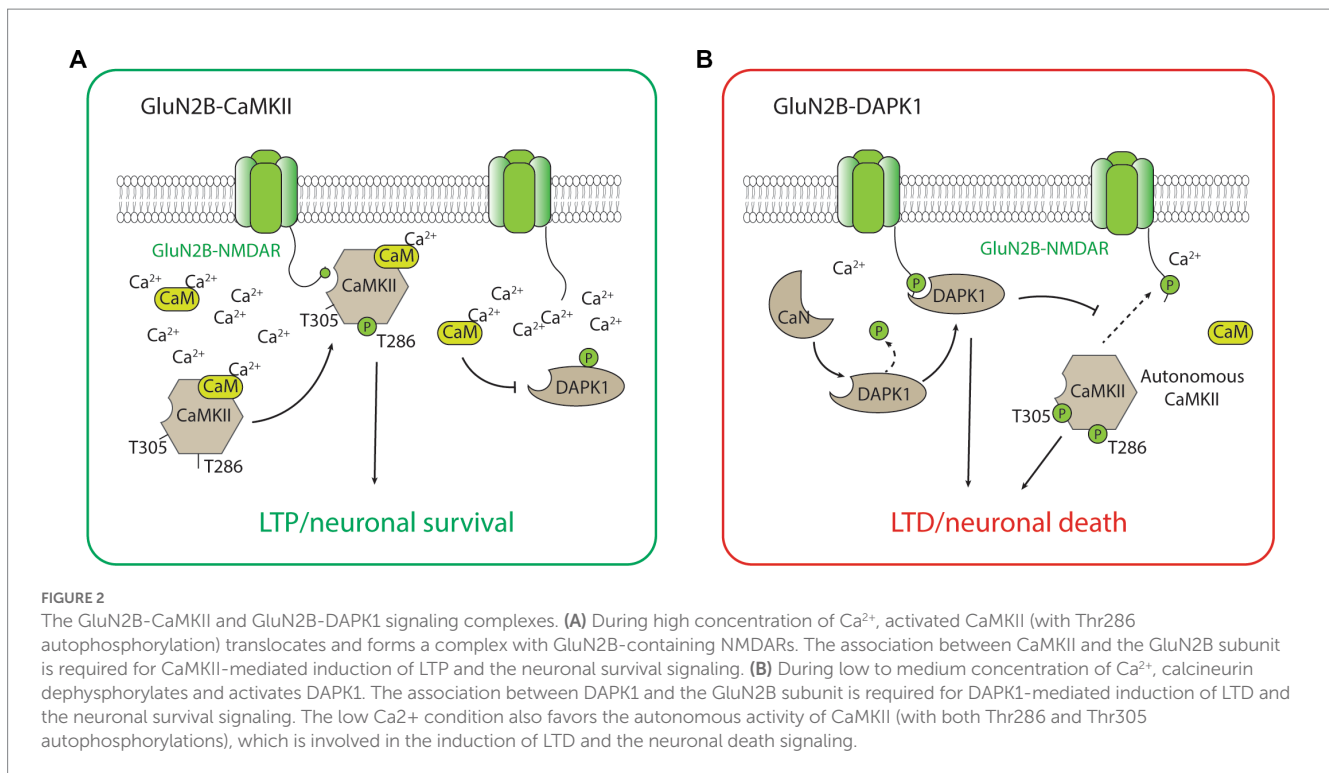 A
GluN2B-CaMKII
GluN2B-NMDAR
Ca²⁺
Ca²⁺
Ca²⁺
CaM
Ca²⁺
Ca²⁺
Ca²⁺
Ca²⁺
Ca²⁺
Ca²⁺
CaM
CaMKII
T305
T286
Ca²⁺
CaM
CaMKII
T305
P
T286
Ca²⁺
Ca²⁺
CaM
Ca²⁺
Ca²⁺
Ca²⁺
P
DAPK1
LTP/neuronal survival
B
GluN2B-DAPK1
GluN2B-NMDAR
Ca²⁺
CaN
P
DAPK1
P
DAPK1
Ca²⁺
P
CaM
CaMKII
Autonomous
CaMKII
T305
P
P
T286
LTD/neuronal death
FIGURE 2
The GluN2B-CaMKII and GluN2B-DAPK1 signaling complexes. (A) During high concentration of Ca²⁺, activated CaMKII (with Thr286
autophosphorylation) translocates and forms a complex with GluN2B-containing NMDARs. The association between CaMKII and the GluN2B subunit
is required for CaMKII-mediated induction of LTP and the neuronal survival signaling. (B) During low to medium concentration of Ca²⁺, calcineurin
dephysphorylates and activates DAPK1. The association between DAPK1 and the GluN2B subunit is required for DAPK1-mediated induction of LTD and
the neuronal survival signaling. The low Ca2+ condition also favors the autonomous activity of CaMKII (with both Thr286 and Thr305
autophosphorylations), which is involved in the induction of LTD and the neuronal death signaling.